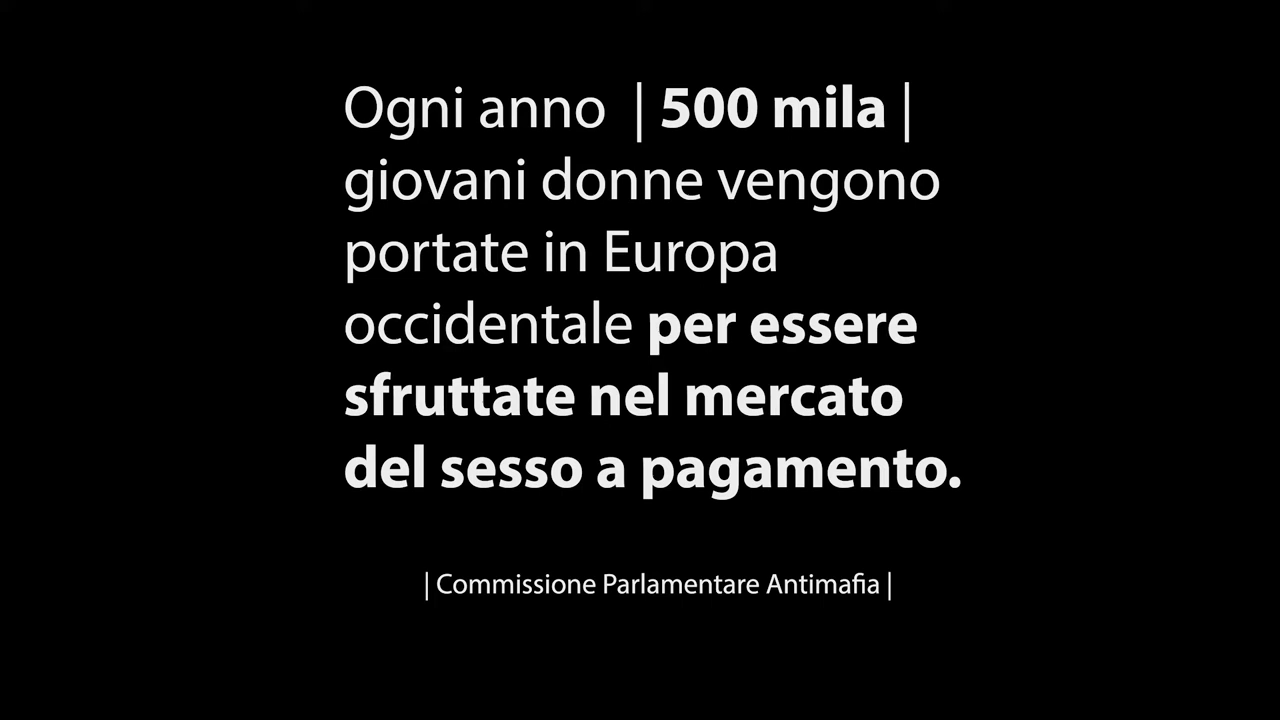 Ogni anno | 500 mila |
giovani donne vengono
portate in Europa
occidentale per essere
sfruttate nel mercato
del sesso a pagamento.
| Commissione Parlamentare Antimafia |